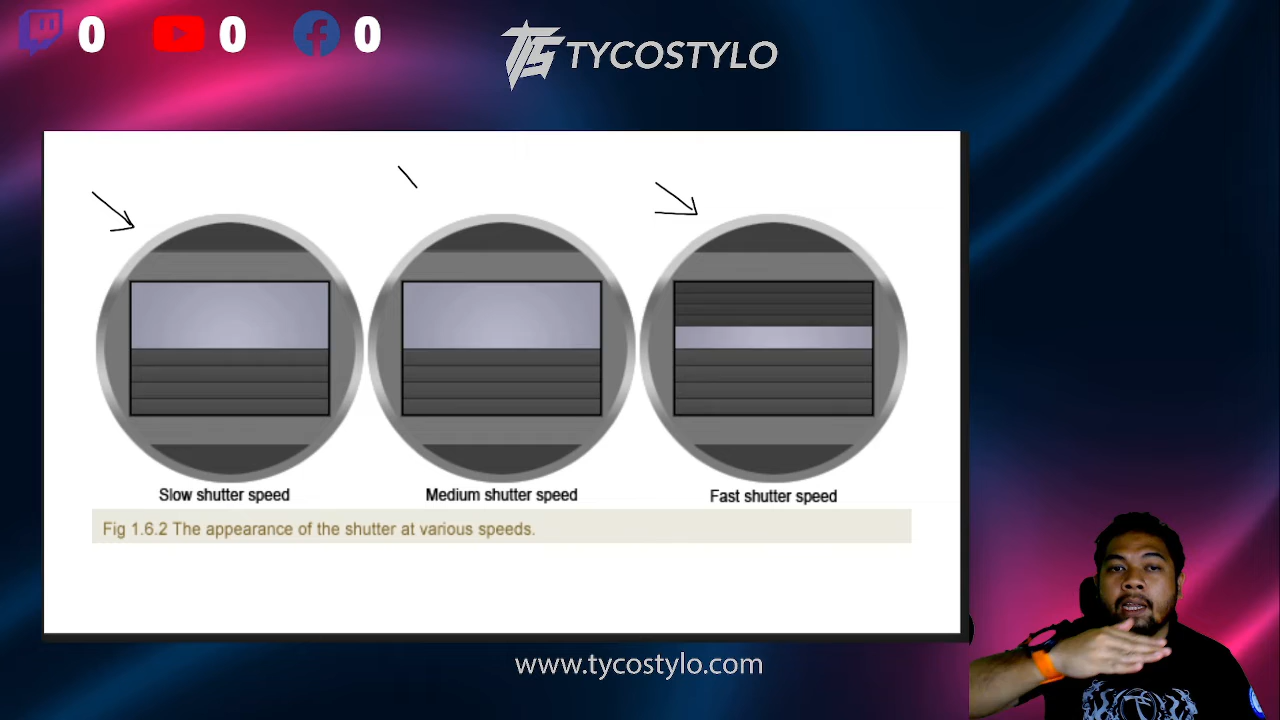 0 0 0
TYCOSTYLO
Slow shutter speed Medium shutter speed Fast shutter speed
Fig 1.6.2 The appearance of the shutter at various speeds.
www.tycostylo.com